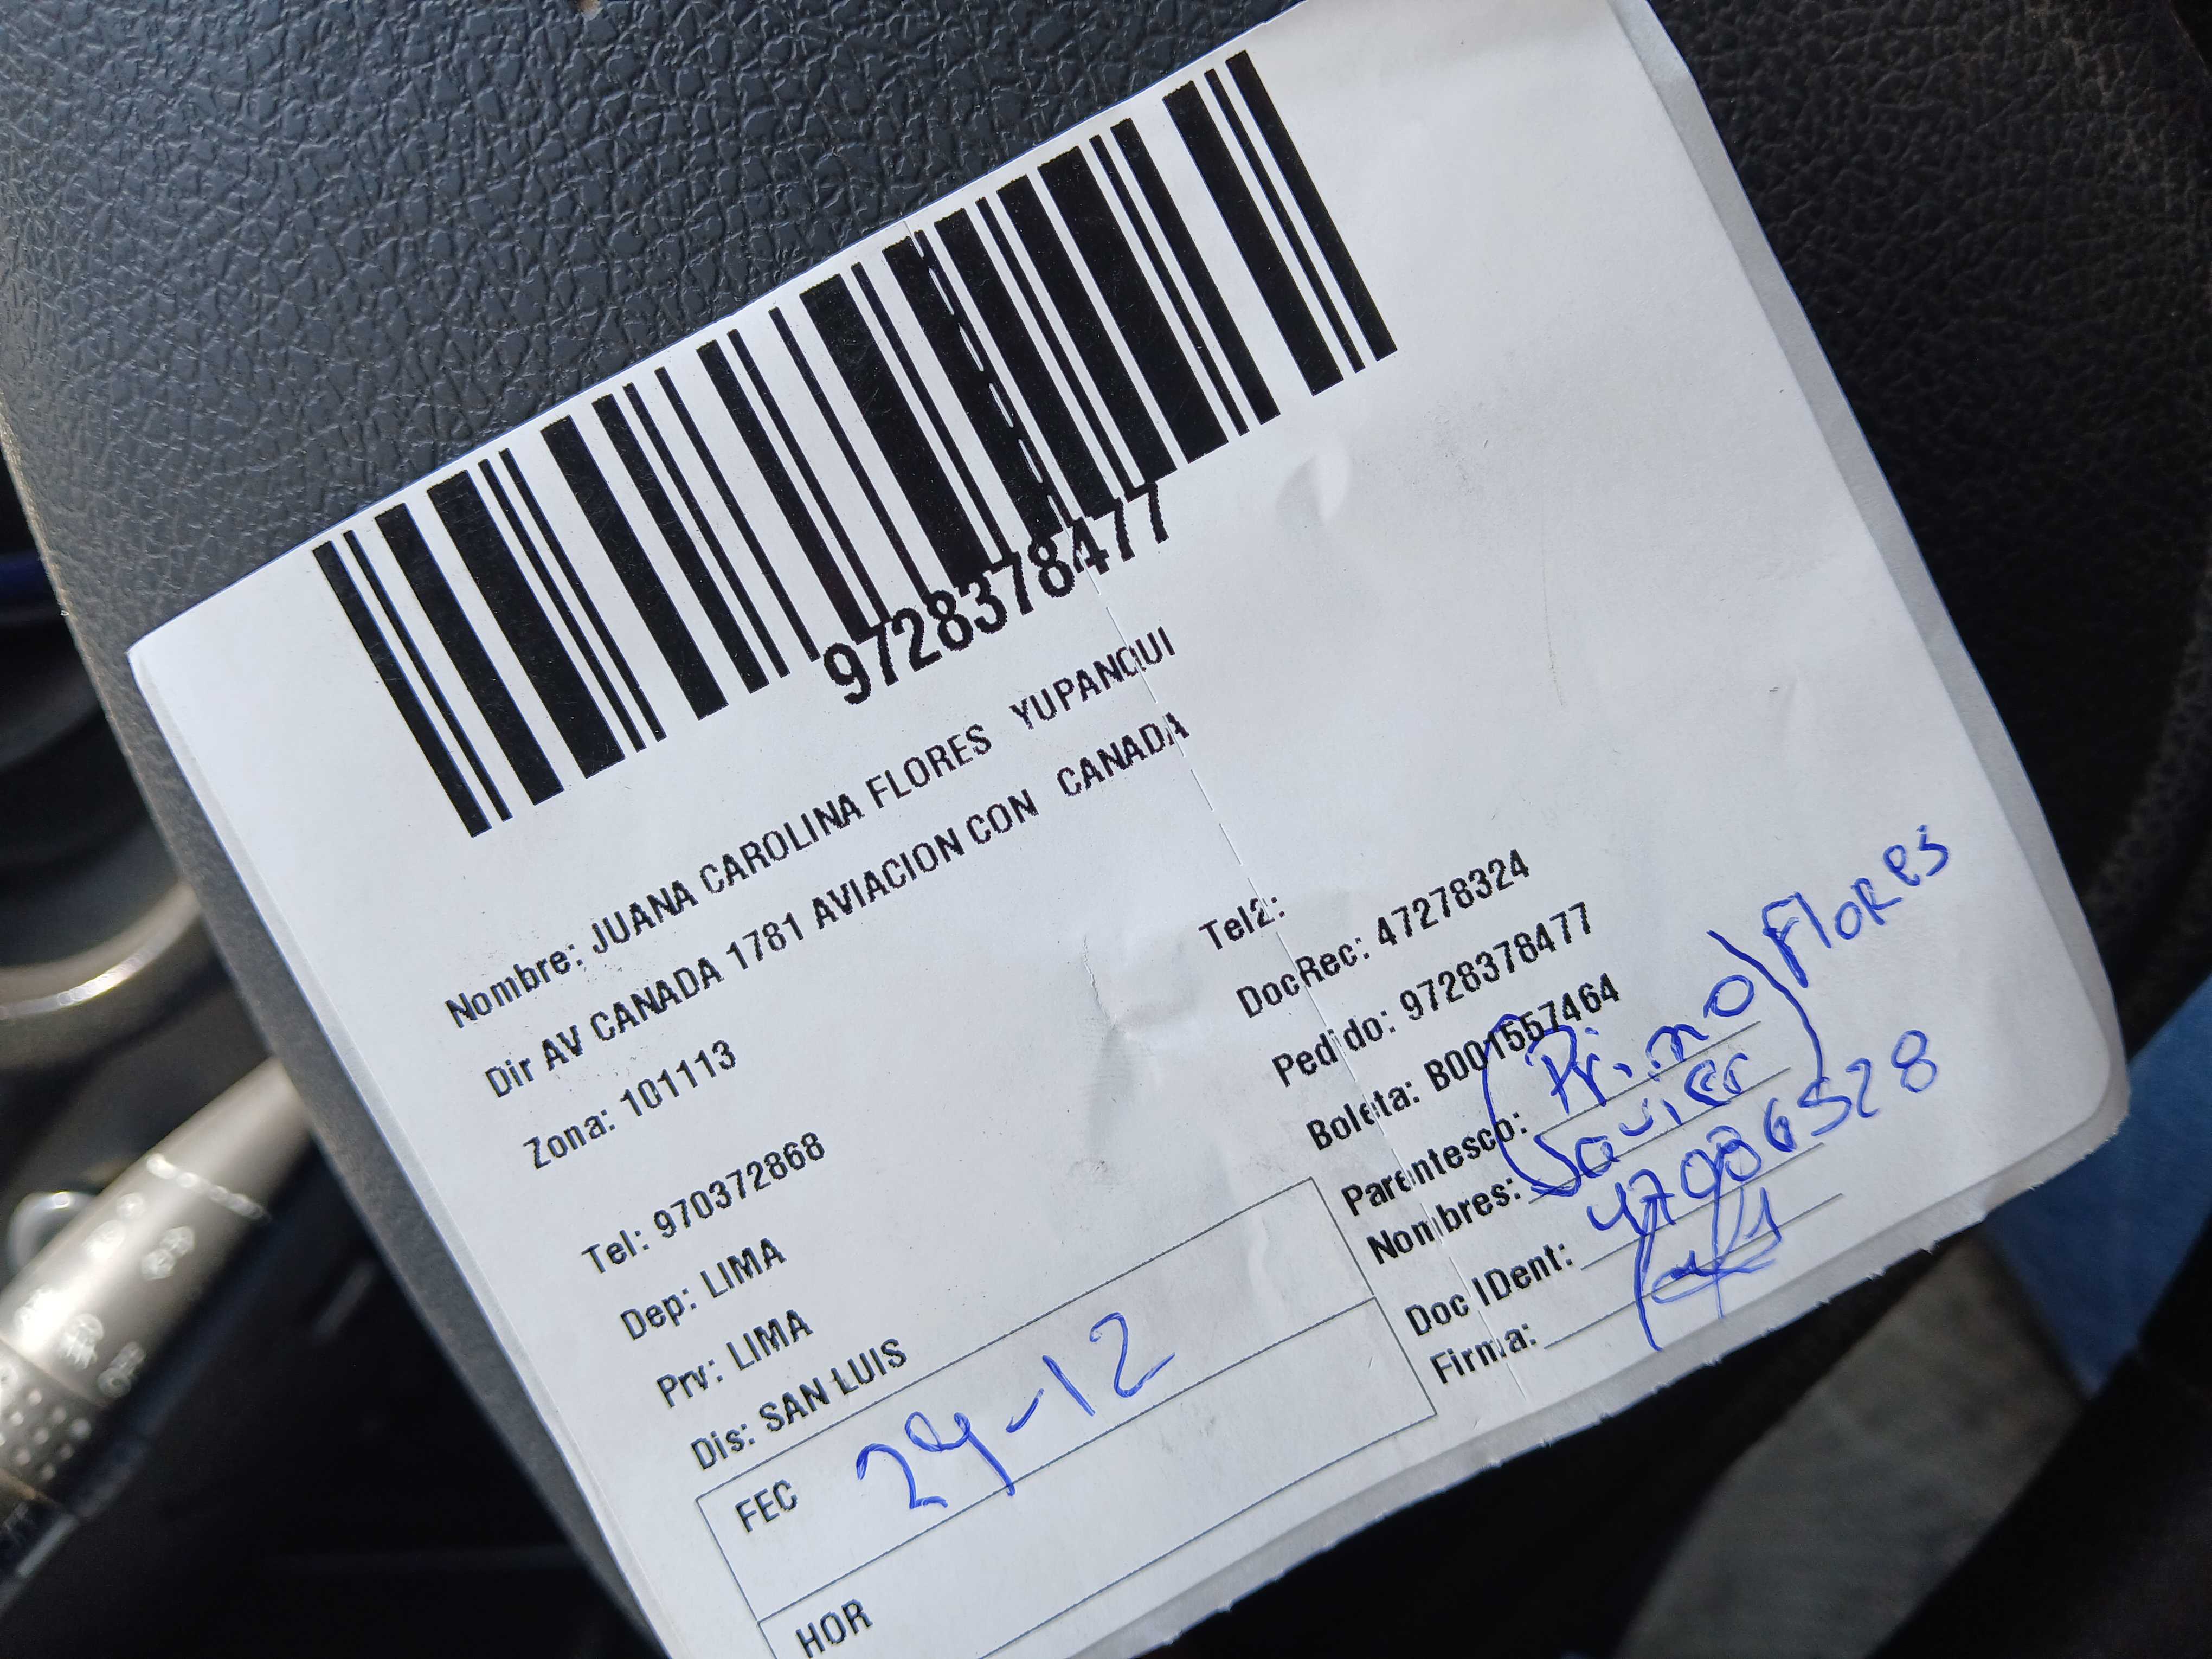 9728378477
Nombre: JUANA CAROLINA FLORES YUPANQUI
Dir AV CANADA 1781 AVIACION CON CANADA
Zona: 101113
Tel: 970372868
Dep: LIMA
Prv: LIMA
Dis: SAN LUIS
FEC 29-12
HOR
Tel2:
DocRec: 47278324
Pedido: 9728378477
Boleta: B001557464
Parentesco: (Primo)
Nombres: Javier Flores
Doc IDent: 47086528
Firma: